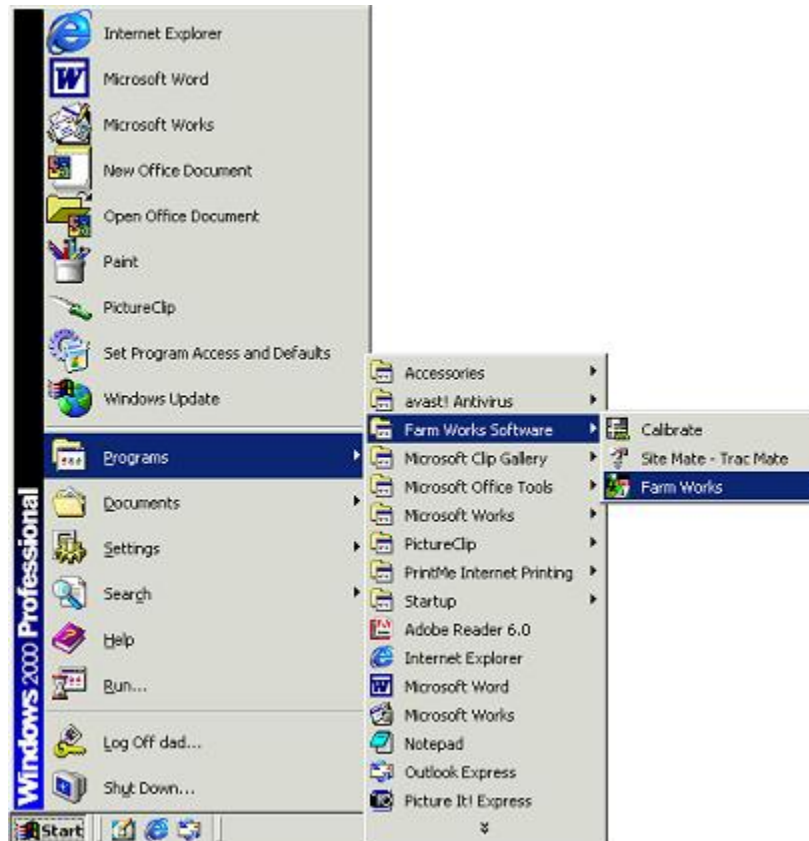 Internet Explorer
Microsoft Word
Microsoft Works
New Office Document
Open Office Document
Paint
PictureClip
Set Program Access and Defaults
Windows Update
Programs
Documents
Settings
Search
Help
Run...
Log Off dad...
Shut Down...
Windows 2000 Professional
Start
Accessories
avast! Antivirus
Farm Works Software
Microsoft Clip Gallery
Microsoft Office Tools
Microsoft Works
PictureClip
PrintMe Internet Printing
Startup
Adobe Reader 6.0
Internet Explorer
Microsoft Word
Microsoft Works
Notepad
Outlook Express
Picture It! Express
Calibrate
Site Mate - Trac Mate
Farm Works